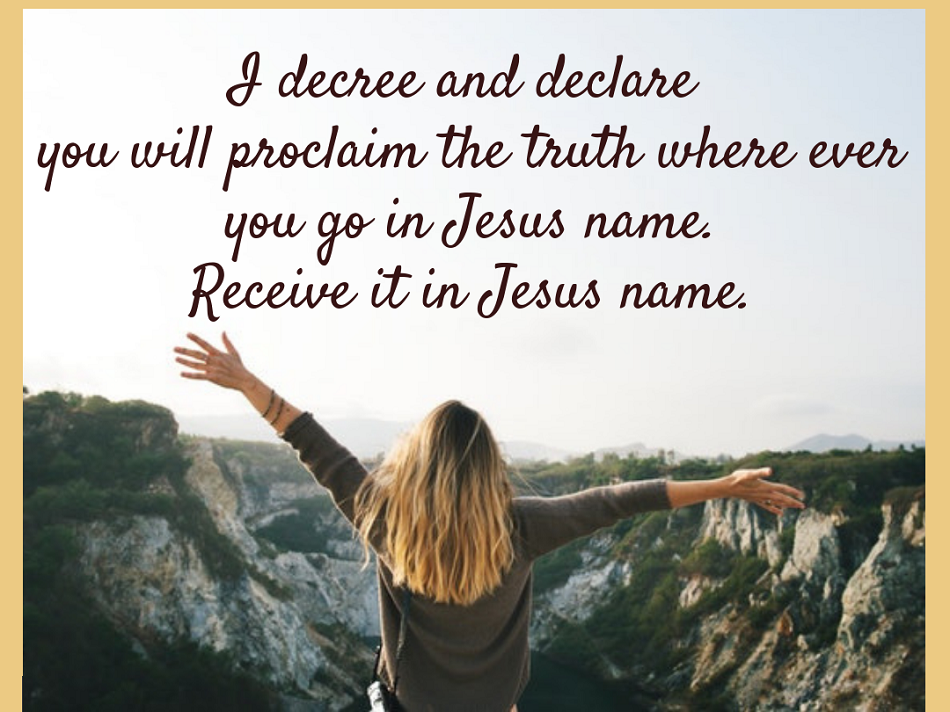 I decree and declare
you will proclaim the truth where ever
you go in Jesus name.
Receive it in Jesus name.